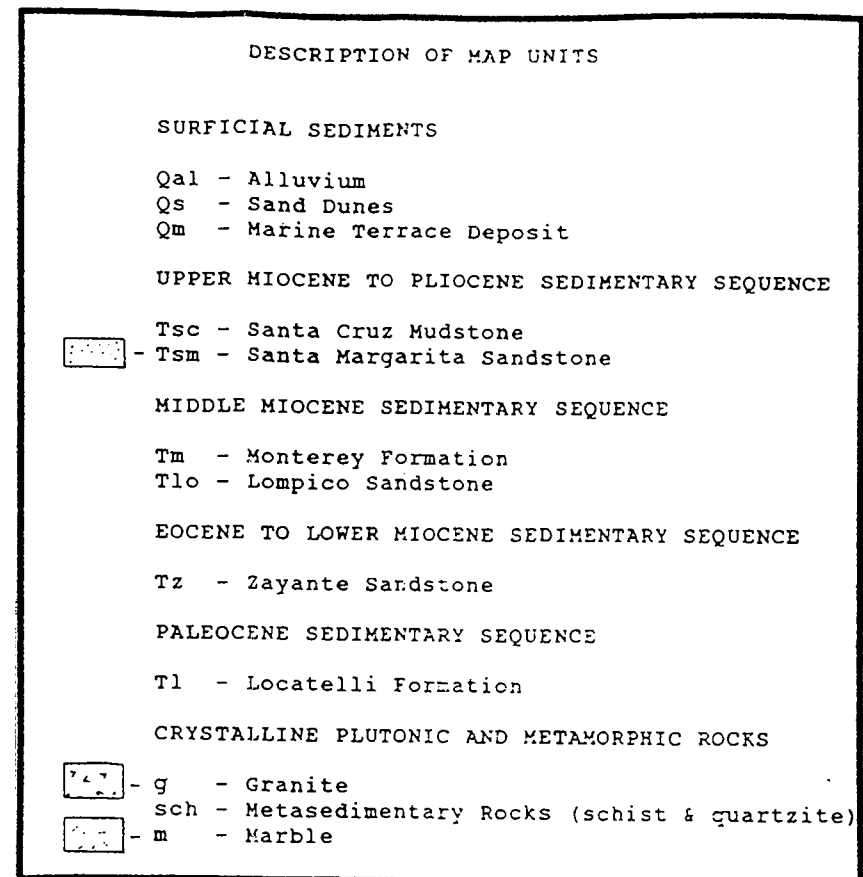 DESCRIPTION OF MAP UNITS
SURFICIAL SEDIMENTS
Qal - Alluvium
Qs - Sand Dunes
Qm - Marine Terrace Deposit
UPPER MIOCENE TO PLIOCENE SEDIMENTARY SEQUENCE
Tsc - Santa Cruz Mudstone
- Tsm - Santa Margarita Sandstone
MIDDLE MIOCENE SEDIMENTARY SEQUENCE
Tm - Monterey Formation
Tlo - Lompico Sandstone
EOCENE TO LOWER MIOCENE SEDIMENTARY SEQUENCE
Tz - Zayante Sandstone
PALEOCENE SEDIMENTARY SEQUENCE
Tl - Locatelli Formation
CRYSTALLINE PLUTONIC AND METAMORPHIC ROCKS
- g - Granite
sch - Metasedimentary Rocks (schist & quartzite)
- m - Marble